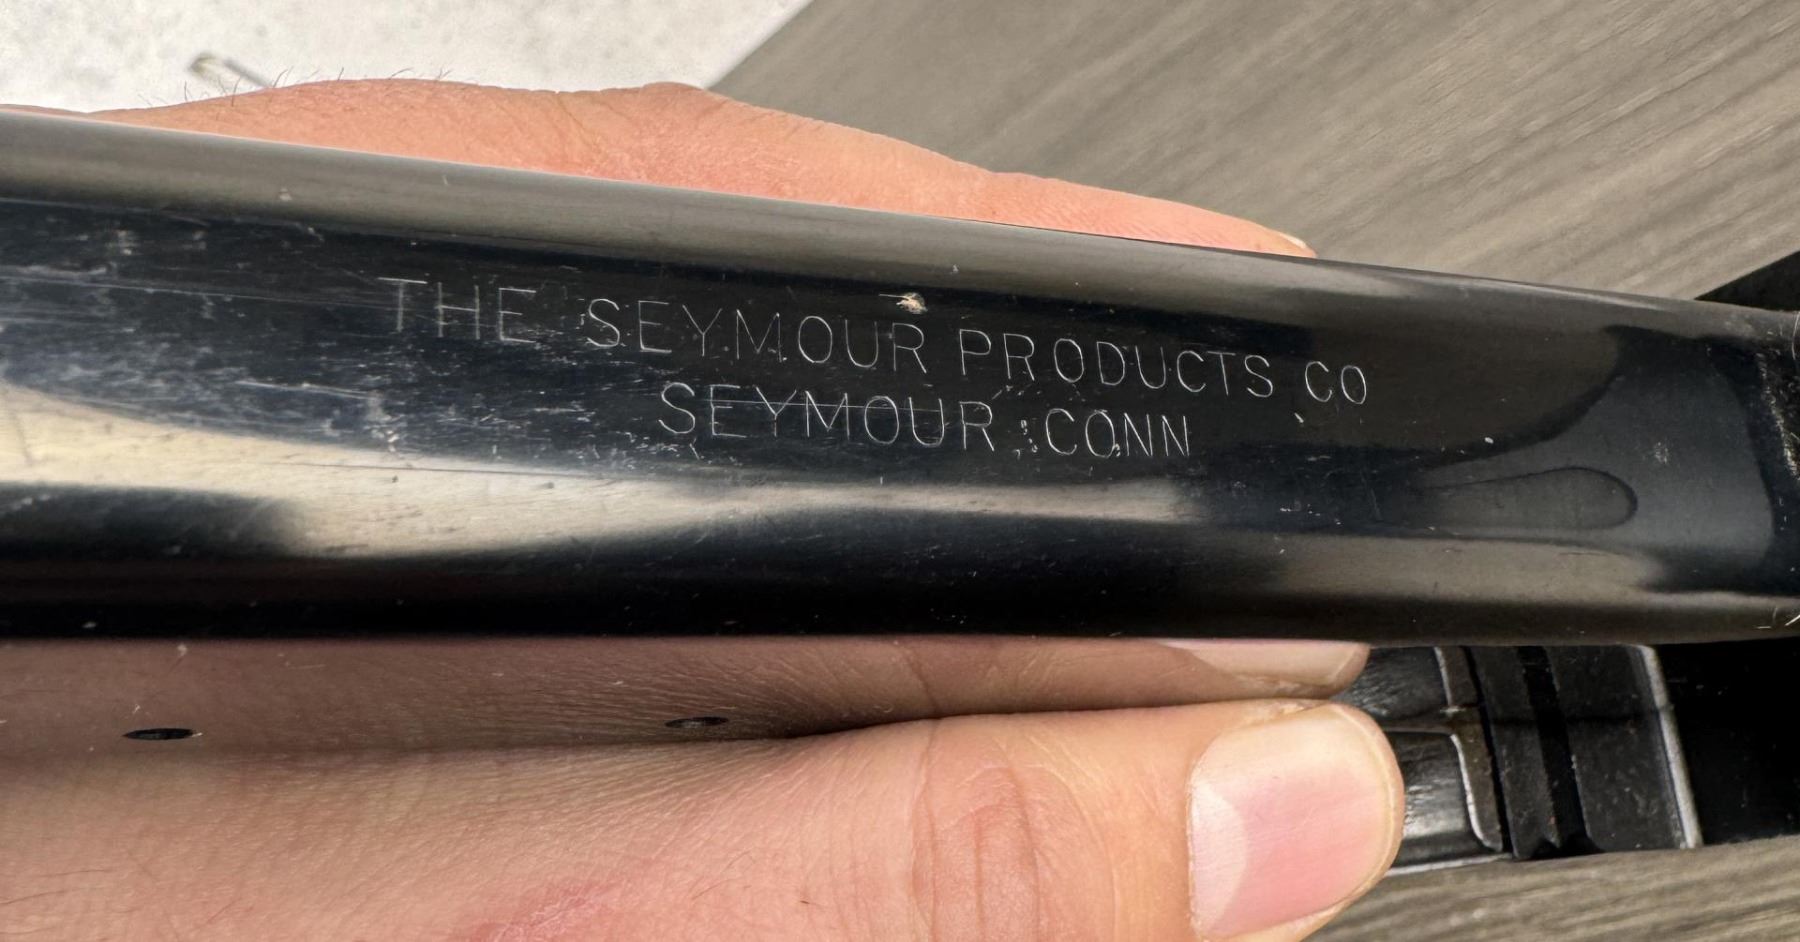 THE SEYMOUR PRODUCTS CO
SEYMOUR, CONN